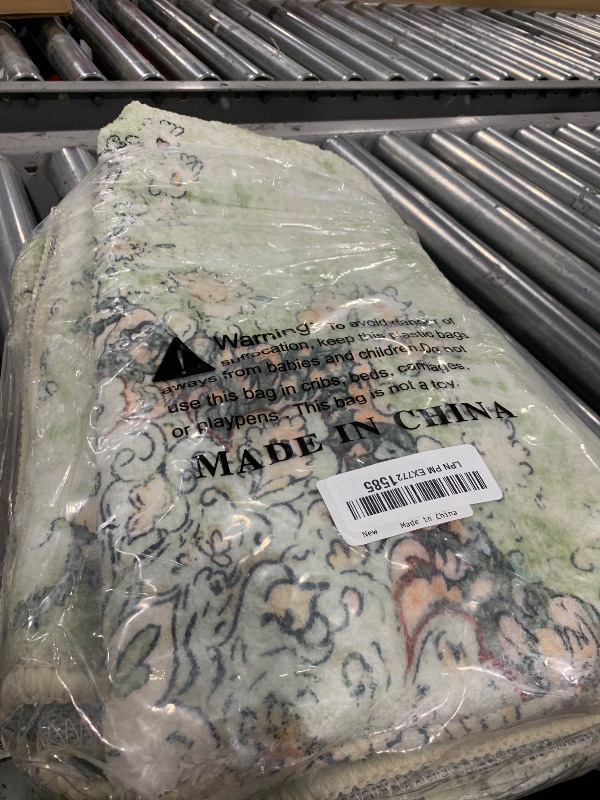 Warning: To avoid danger of
suffocation, keep this plastic bags
aways from babies and children.Do not
use this bag in cribs, beds, carriages,
or playpens. This bag is not a toy.
MADE IN CHINA
LPN PM EX7721585
New Made in China